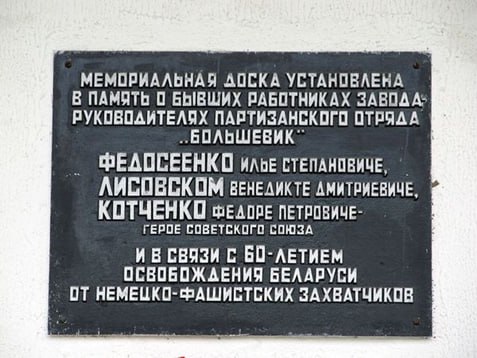 МЕМОРИАЛЬНАЯ ДОСКА УСТАНОВЛЕНА
В ПАМЯТЬ О БЫВШИХ РАБОТНИКАХ ЗАВОДА-
РУКОВОДИТЕЛЯХ ПАРТИЗАНСКОГО ОТРЯДА
„БОЛЬШЕВИК“
ФЕДОСЕЕНКО ИЛЬЕ СТЕПАНОВИЧЕ,
ЛИСОВСКОМ ВЕНЕДИКТЕ ДМИТРИЕВИЧЕ,
КОТЧЕНКО ФЕДОРЕ ПЕТРОВИЧЕ-
ГЕРОЕ СОВЕТСКОГО СОЮЗА
И В СВЯЗИ С 60-ЛЕТИЕМ
ОСВОБОЖДЕНИЯ БЕЛАРУСИ
ОТ НЕМЕЦКО-ФАШИСТСКИХ ЗАХВАТЧИКОВ